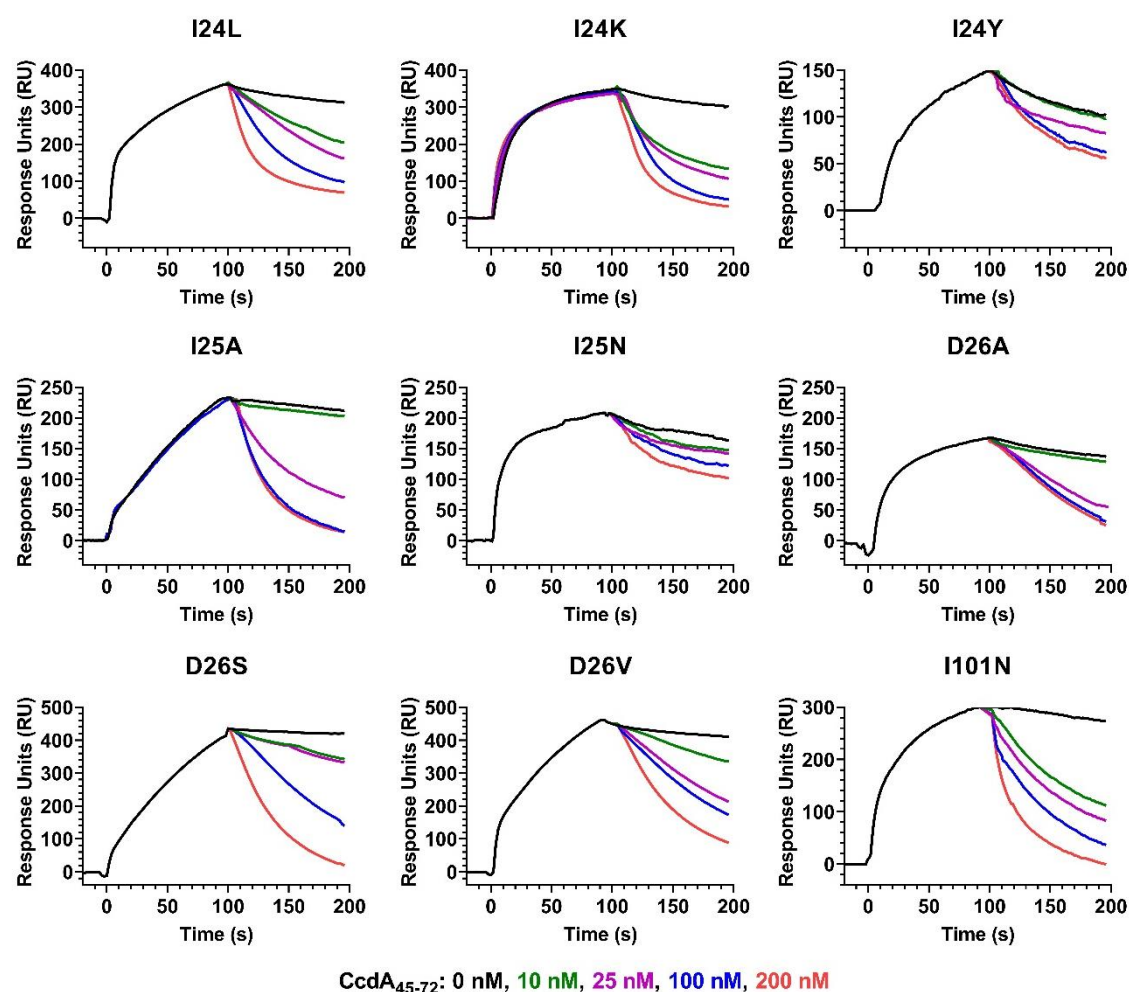 I24L
I24K
I24Y
Response Units (RU)
400
300
200
100
0
0 50 100 150 200
Time (s)
Response Units (RU)
400
300
200
100
0
0 50 100 150 200
Time (s)
Response Units (RU)
150
100
50
0
0 50 100 150 200
Time (s)
I25A
I25N
D26A
Response Units (RU)
250
200
150
100
50
0
0 50 100 150 200
Time (s)
Response Units (RU)
250
200
150
100
50
0
0 50 100 150 200
Time (s)
Response Units (RU)
250
200
150
100
50
0
0 50 100 150 200
Time (s)
D26S
D26V
I101N
Response Units (RU)
500
400
300
200
100
0
0 50 100 150 200
Time (s)
Response Units (RU)
500
400
300
200
100
0
0 50 100 150 200
Time (s)
Response Units (RU)
300
200
100
0
0 50 100 150 200
Time (s)
CcdA45-72: 0 nM, 10 nM, 25 nM, 100 nM, 200 nM